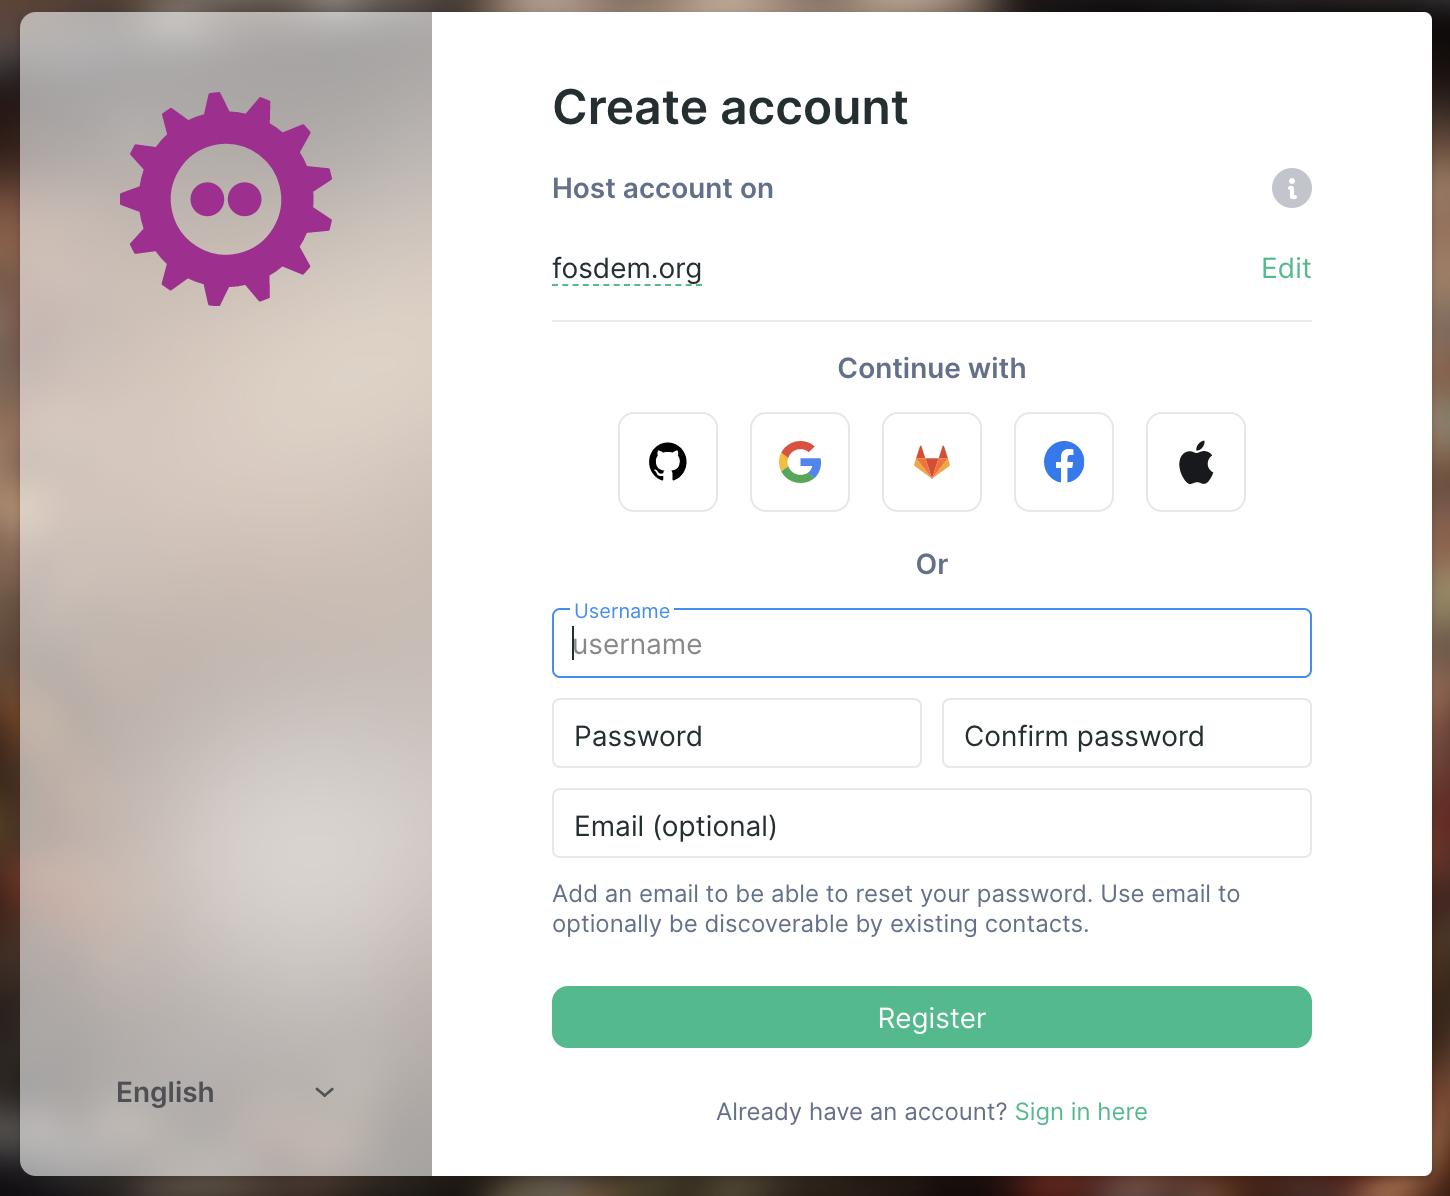 Create account
Host account on
fosdem.org
Edit
Continue with
Or
Username
username
Password
Confirm password
Email (optional)
Add an email to be able to reset your password. Use email to
optionally be discoverable by existing contacts.
Register
English
Already have an account? Sign in here